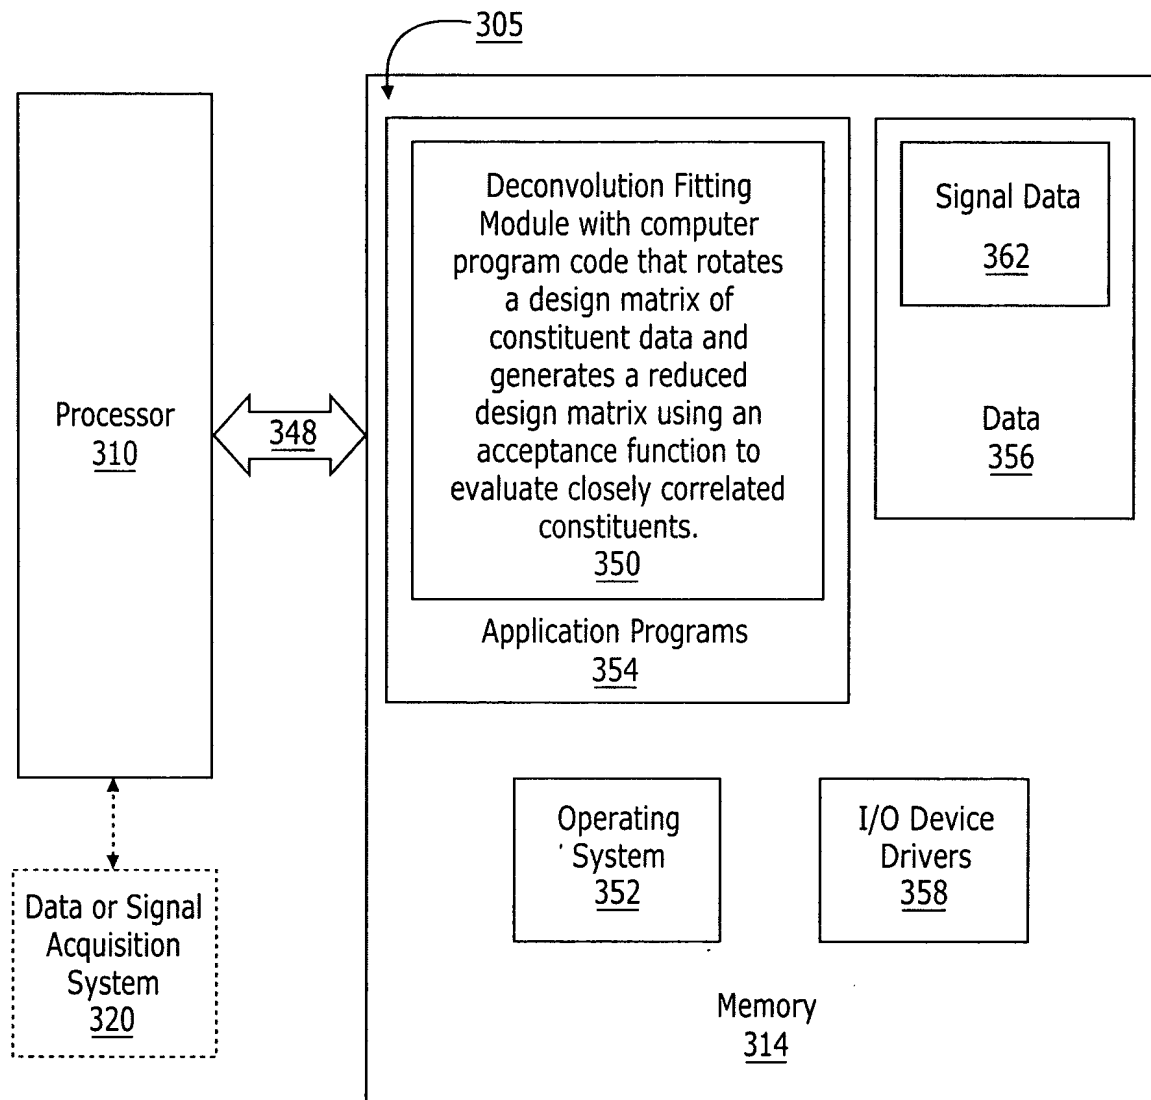 305
Processor
310
348
Deconvolution Fitting
Module with computer
program code that rotates
a design matrix of
constituent data and
generates a reduced
design matrix using an
acceptance function to
evaluate closely correlated
constituents.
350
Application Programs
354
Signal Data
362
Data
356
Operating
System
352
I/O Device
Drivers
358
Data or Signal
Acquisition
System
320
Memory
314